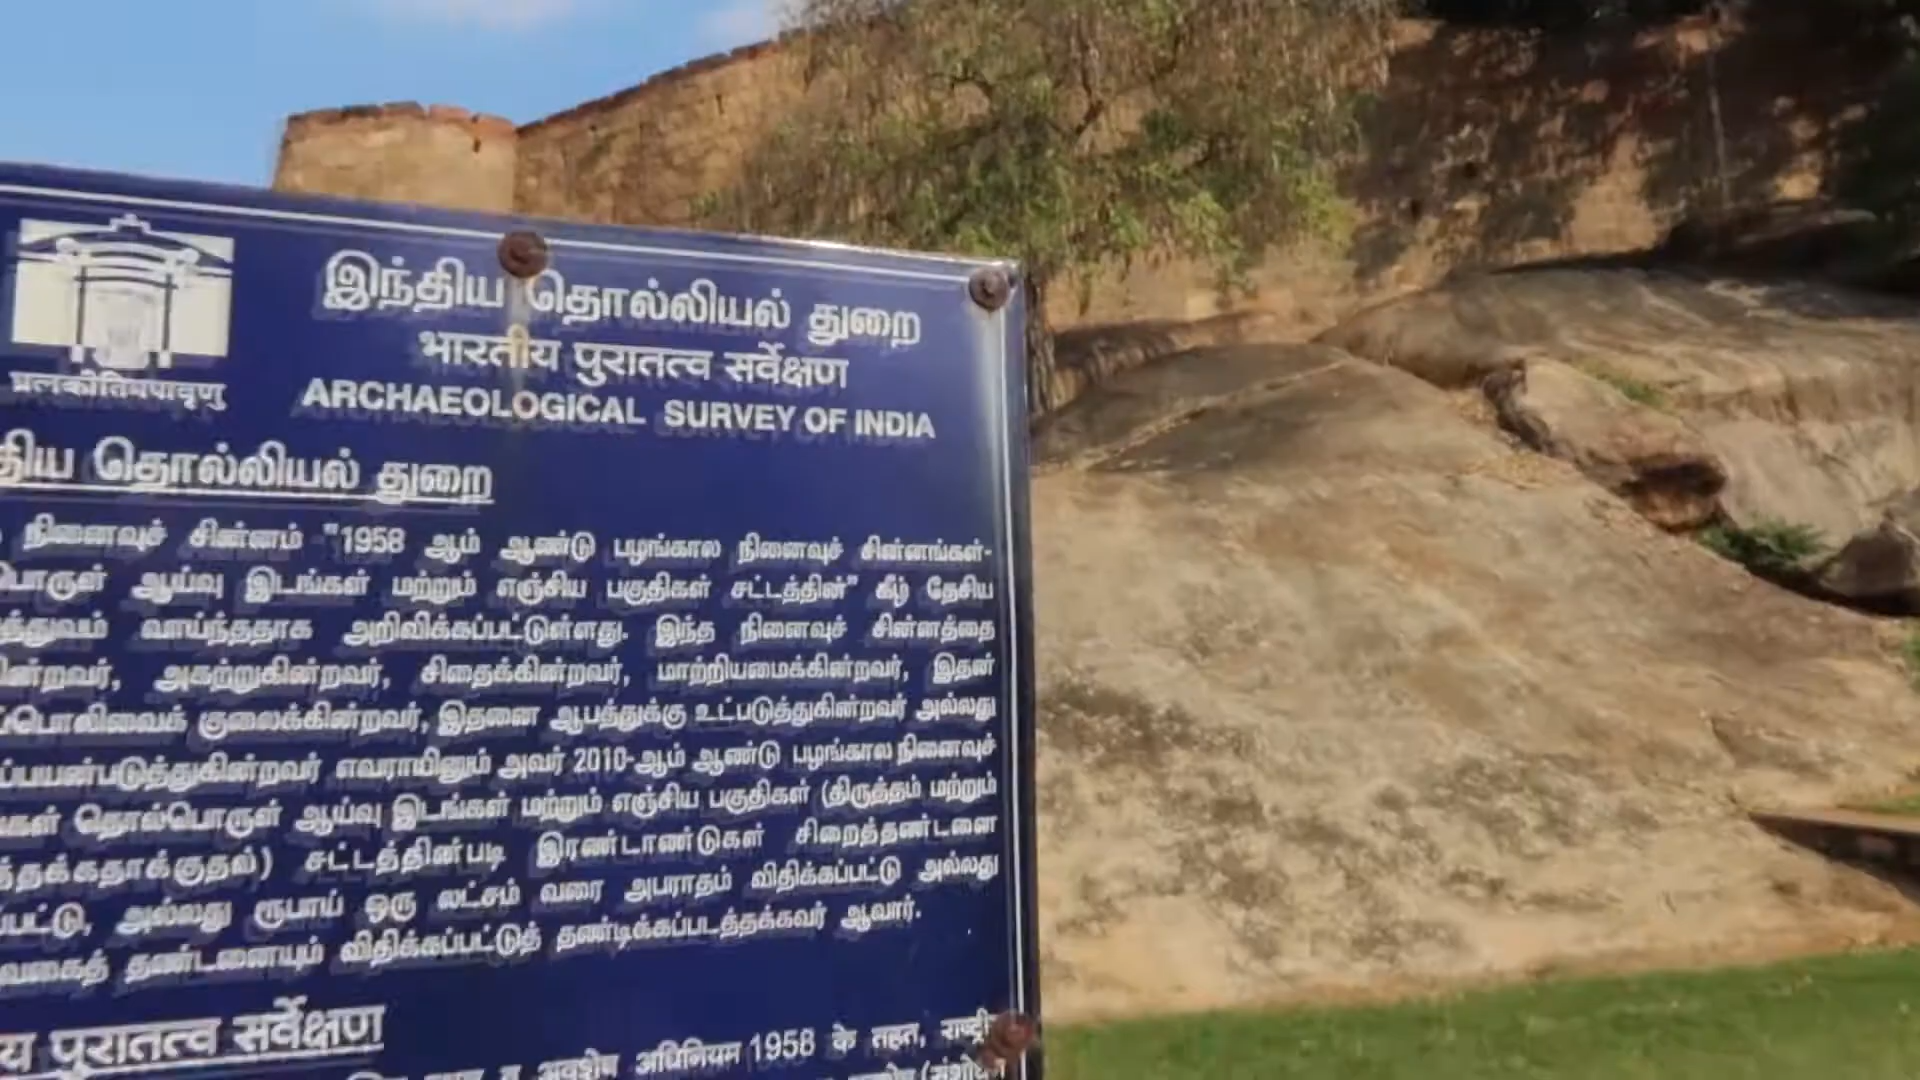 இந்திய தொல்லியல் துறை
भारतीय पुरातत्व सर्वेक्षण
ARCHAEOLOGICAL SURVEY OF INDIA
திய தொல்லியல் துறை
நினைவுச் சின்னம் "1958 ஆம் ஆண்டு பழங்கால நினைவுச் சின்னங்கள்-
பொருள் ஆய்வு இடங்கள் மற்றும் எஞ்சிய பகுதிகள் சட்டத்தின்" கீழ் தேசிய
த்துவம் வாய்ந்ததாக அறிவிக்கப்பட்டுள்ளது. இந்த நினைவுச் சின்னத்தை
கின்றவர், அகற்றுகின்றவர், சிதைக்கின்றவர், மாற்றியமைக்கின்றவர், இதன்
பொலிவைக் குலைக்கின்றவர், இதனை ஆபத்துக்கு உட்படுத்துகின்றவர் அல்லது
ப்பயன்படுத்துகின்றவர் எவராயினும் அவர் 2010-ஆம் ஆண்டு பழங்கால நினைவுச்
கள் தொல்பொருள் ஆய்வு இடங்கள் மற்றும் எஞ்சிய பகுதிகள் (திருத்தம் மற்றும்
த்தக்கதாக்குதல்) சட்டத்தின்படி இரண்டாண்டுகள் சிறைத்தண்டனை
ப்பட்டு, அல்லது ரூபாய் ஒரு லட்சம் வரை அபராதம் விதிக்கப்பட்டு அல்லது
வகைத் தண்டனையும் விதிக்கப்பட்டுத் தண்டிக்கப்படத்தக்கவர் ஆவார்.
य पुरातत्व सर्वेक्षण
अवशेष अधिनियम 1958 के तहत, राष्ट्री